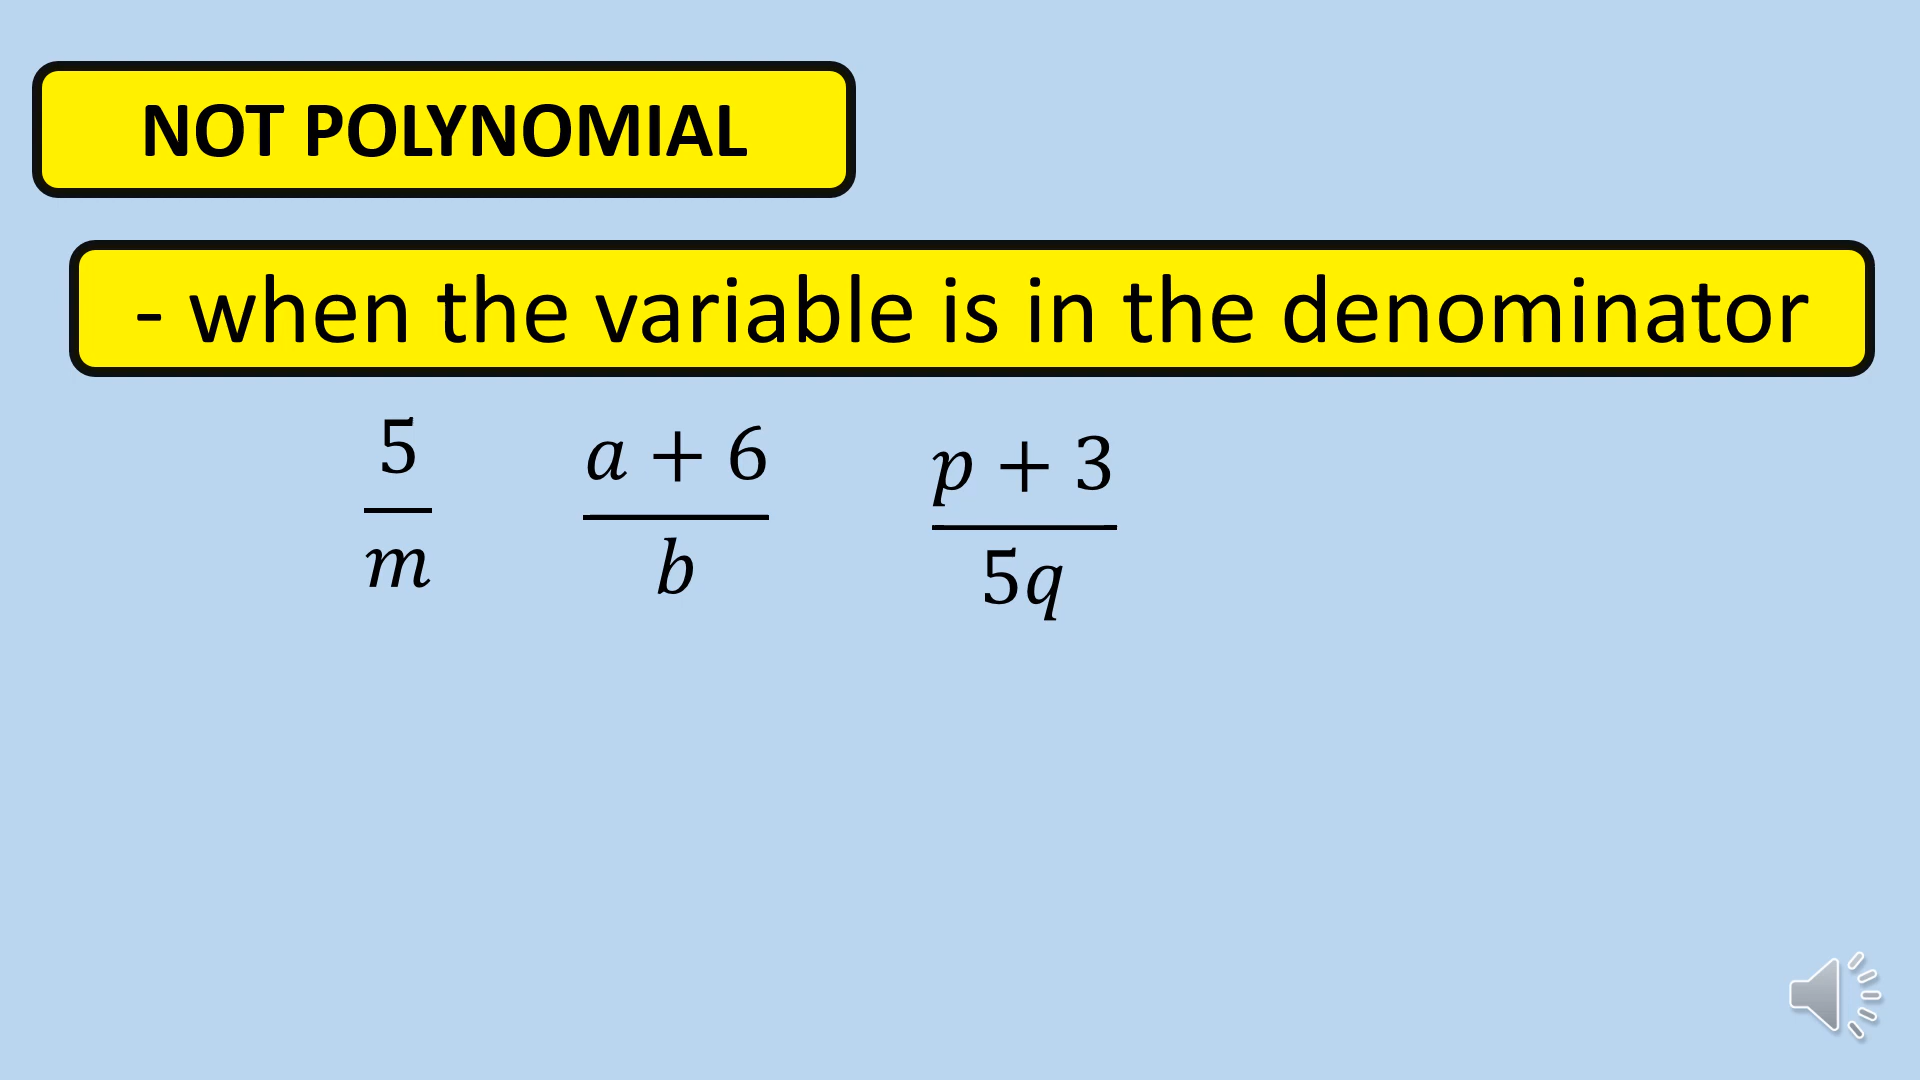 NOT POLYNOMIAL
- when the variable is in the denominator
5/m (a + 6)/b (p + 3)/5q